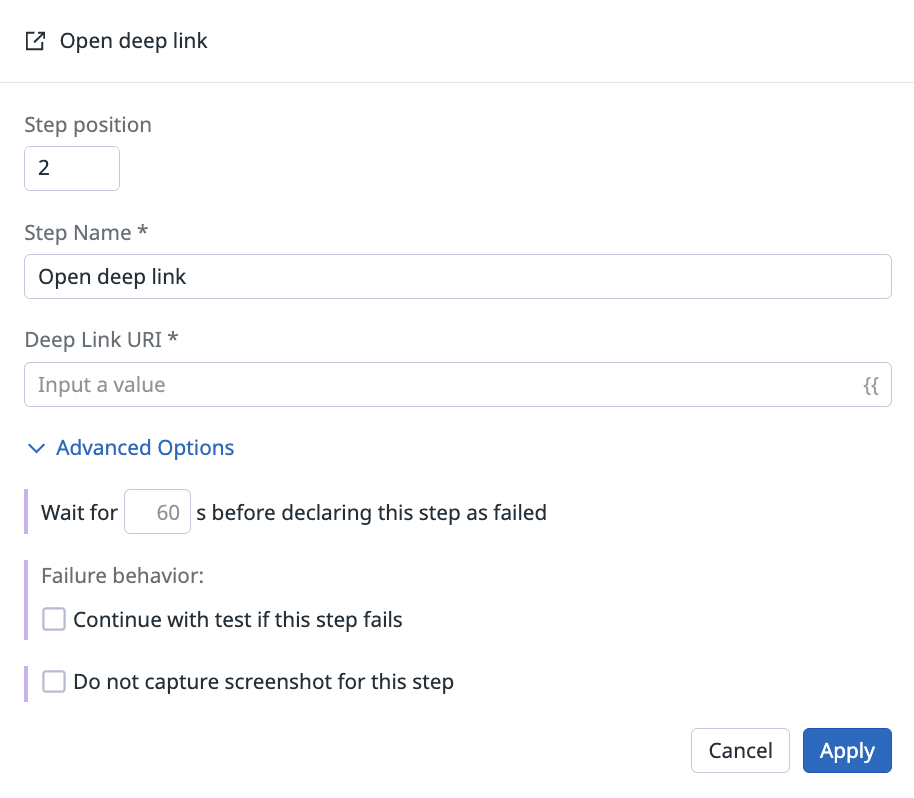 Open deep link
Step position
2
Step Name *
Open deep link
Deep Link URI *
Input a value {{
Advanced Options
Wait for 60 s before declaring this step as failed
Failure behavior:
Continue with test if this step fails
Do not capture screenshot for this step
Cancel Apply